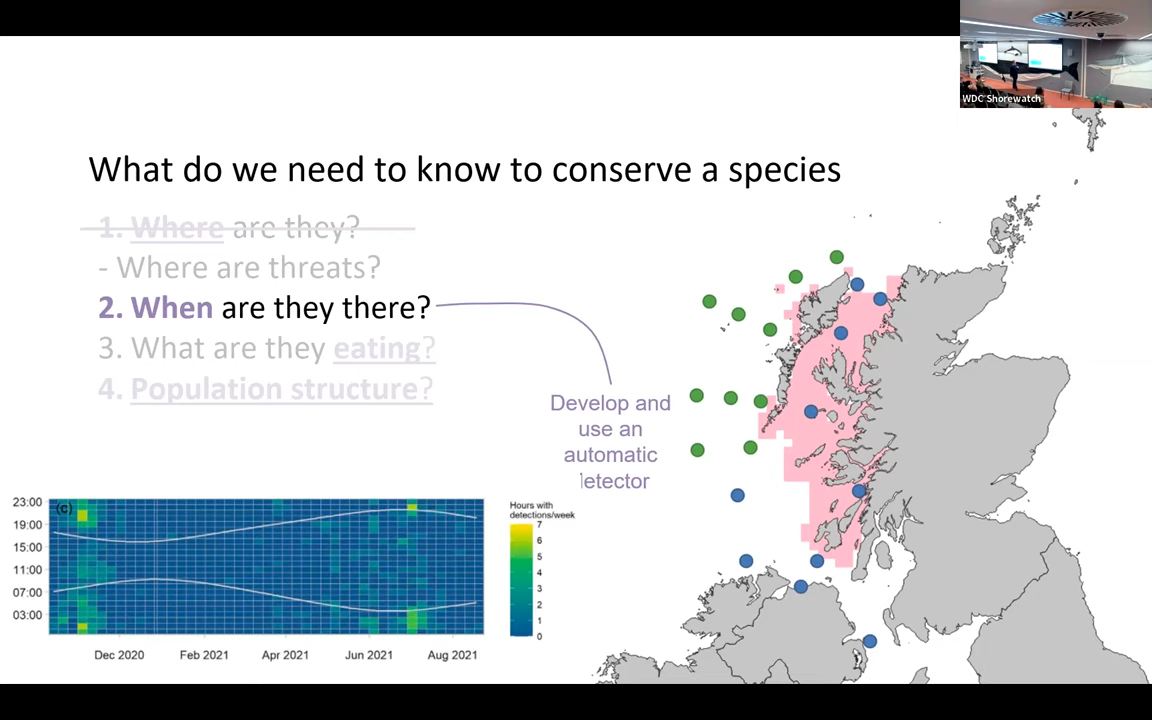 WDC Shorewatch
What do we need to know to conserve a species
1. Where are they?
- Where are threats?
2. When are they there?
3. What are they eating?
4. Population structure?
Develop and
use an
automatic
letector
(c)
23:00
19:00
15:00
11:00
07:00
03:00
Dec 2020
Feb 2021
Apr 2021
Jun 2021
Aug 2021
Hours with
detections/week
7
6
5
4
3
2
1
0